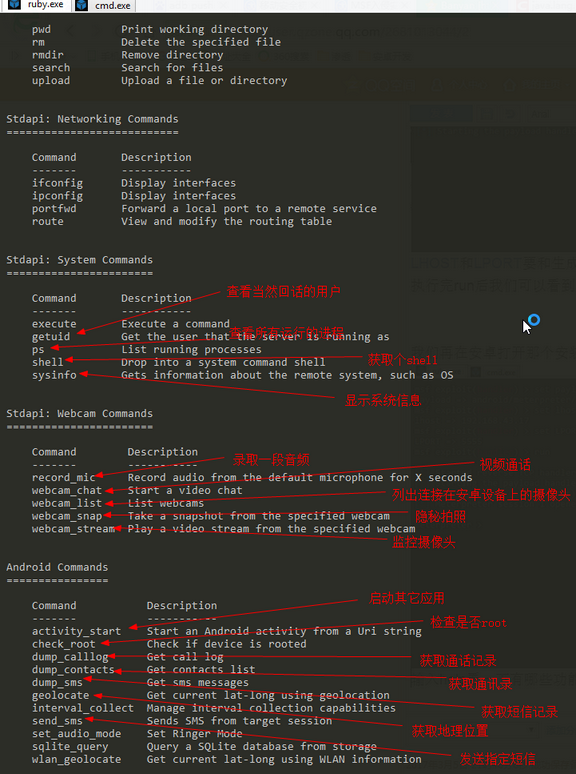 ruby.exe cmd.exe
pwd Print working directory
rm Delete the specified file
rmdir Remove directory
search Search for files
upload Upload a file or directory
Stdapi: Networking Commands
===========================
Command Description
------- -----------
ifconfig Display interfaces
ipconfig Display interfaces
portfwd Forward a local port to a remote service
route View and modify the routing table
Stdapi: System Commands
=======================
Command Description
查看当然回话的用户
------- -----------
execute Execute a command
查看所有运行的进程
getuid Get the user that the server is running as
ps List running processes
shell Drop into a system command shell
获取个shell
sysinfo Gets information about the remote system, such as OS
显示系统信息
Stdapi: Webcam Commands
=======================
Command Description
录取一段音频
------- -----------
视频通话
record_mic Record audio from the default microphone for X seconds
webcam_chat Start a video chat
列出连接在安卓设备上的摄像头
webcam_list List webcams
webcam_snap Take a snapshot from the specified webcam
隐秘拍照
webcam_stream Play a video stream from the specified webcam
监控摄像头
Android Commands
================
启动其它应用
Command Description
------- -----------
检查是否root
activity_start Start an Android activity from a Uri string
check_root Check if device is rooted
dump_calllog Get call log
获取通话记录
dump_contacts Get contacts list
获取通讯录
dump_sms Get sms messages
geolocate Get current lat-long using geolocation
interval_collect Manage interval collection capabilities
获取短信记录
send_sms Sends SMS from target session
获取地理位置
set_audio_mode Set Ringer Mode
sqlite_query Query a SQLite database from storage
wlan_geolocate Get current lat-long using WLAN information
发送指定短信